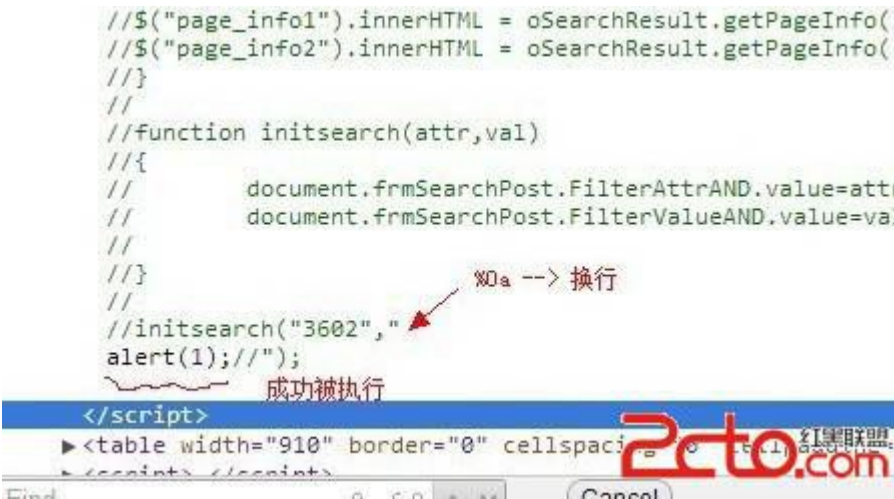 //$("page_info1").innerHTML = oSearchResult.getPageInfo(
//$("page_info2").innerHTML = oSearchResult.getPageInfo(
//}
//
//function initsearch(attr,val)
//{
// document.frmSearchPost.FilterAttrAND.value=attr
// document.frmSearchPost.FilterValueAND.value=va
//
//}
%0a --> 换行
//
//initsearch("3602","
alert(1);//");
成功被执行
</script>
▶<table width="910" border="0"
2cto.com
红黑联盟
Find
Cancel